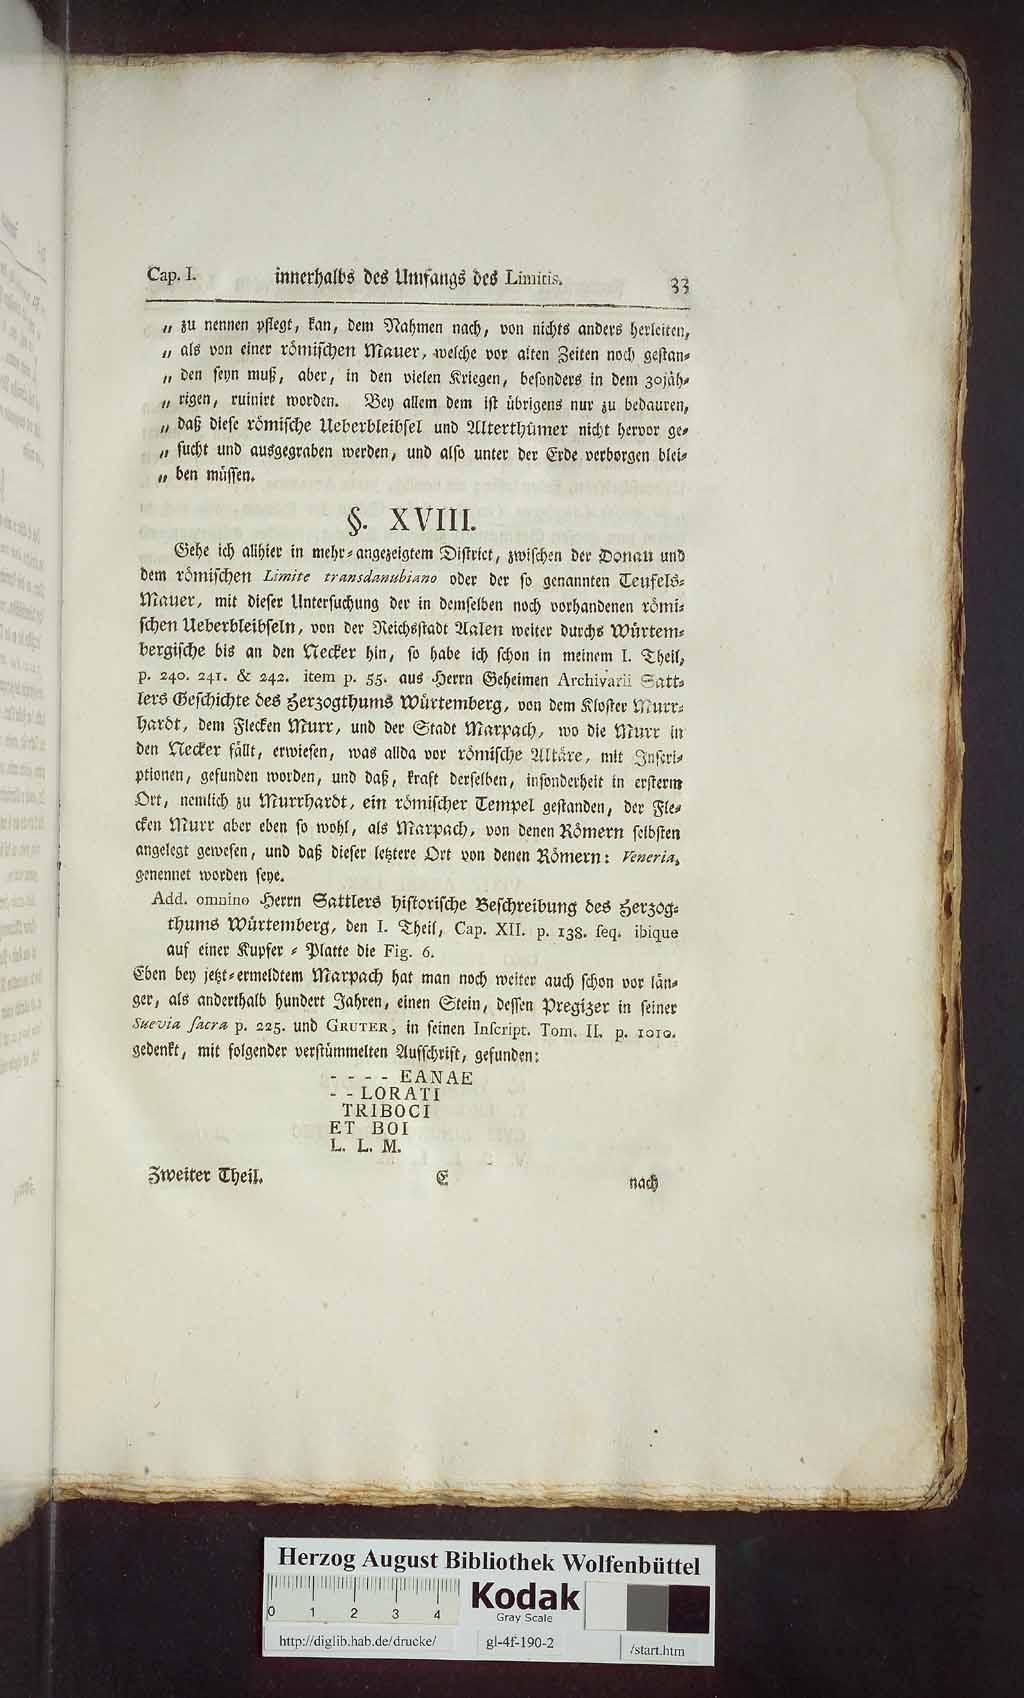 Cap. I. innerhalbs des Umfangs des Limitis. 33
„ zu nennen pflegt, kan, dem Nahmen nach, von nichts anders herleiten,
„ als von einer römischen Mauer, welche vor alten Zeiten noch gestan-
„ den seyn muß, aber, in den vielen Kriegen, besonders in dem 30jäh-
„ rigen, ruinirt worden. Bey allem dem ist übrigens nur zu bedauren,
„ daß diese römische Ueberbleibsel und Alterthümer nicht hervor ge-
„ sucht und ausgegraben werden, und also unter der Erde verborgen blei-
„ ben müssen.
§. XVIII.
Gehe ich allhier in mehr-angezeigtem District, zwischen der Donau und
dem römischen Limite transdanubiano oder der so genannten Teufels-
Mauer, mit dieser Untersuchung der in demselben noch vorhandenen römi-
schen Ueberbleibseln, von der Reichsstadt Aalen weiter durchs Würtem-
bergische bis an den Necker hin, so habe ich schon in meinem I. Theil,
p. 240. 241. & 242. item p. 55. aus Herrn Geheimen Archivarii Satt-
lers Geschichte des Herzogthums Würtemberg, von dem Kloster Murr-
hardt, dem Flecken Murr, und der Stadt Marpach, wo die Murr in
den Necker fällt, erwiesen, was allda vor römische Altäre, mit Inscri-
ptionen, gefunden worden, und daß, kraft derselben, insonderheit in ersterm
Ort, nemlich zu Murrhardt, ein römischer Tempel gestanden, der Fle-
cken Murr aber eben so wohl, als Marpach, von denen Römern selbsten
angelegt gewesen, und daß dieser letztere Ort von denen Römern: Veneria,
genennet worden seye.
Add. omnino Herrn Sattlers historische Beschreibung des Herzog-
thums Würtemberg, den I. Theil, Cap. XII. p. 138. seq. ibique
auf einer Kupfer-Platte die Fig. 6.
Eben bey jetzt-ermeldtem Marpach hat man noch weiter auch schon vor län-
ger, als anderthalb hundert Jahren, einen Stein, dessen Pregizer in seiner
Suevia sacra p. 225. und GRUTER, in seinen Inscript. Tom. II. p. 1010.
gedenkt, mit folgender verstümmelten Aufschrift, gefunden:
- - - - EANAE
- - LORATI
TRIBOCI
ET BOI
L. L. M.
Zweiter Theil. E nach
Herzog August Bibliothek Wolfenbüttel
0 1 2 3 4 Kodak
Gray Scale
http://diglib.hab.de/drucke/ gl-4f-190-2 /start.htm